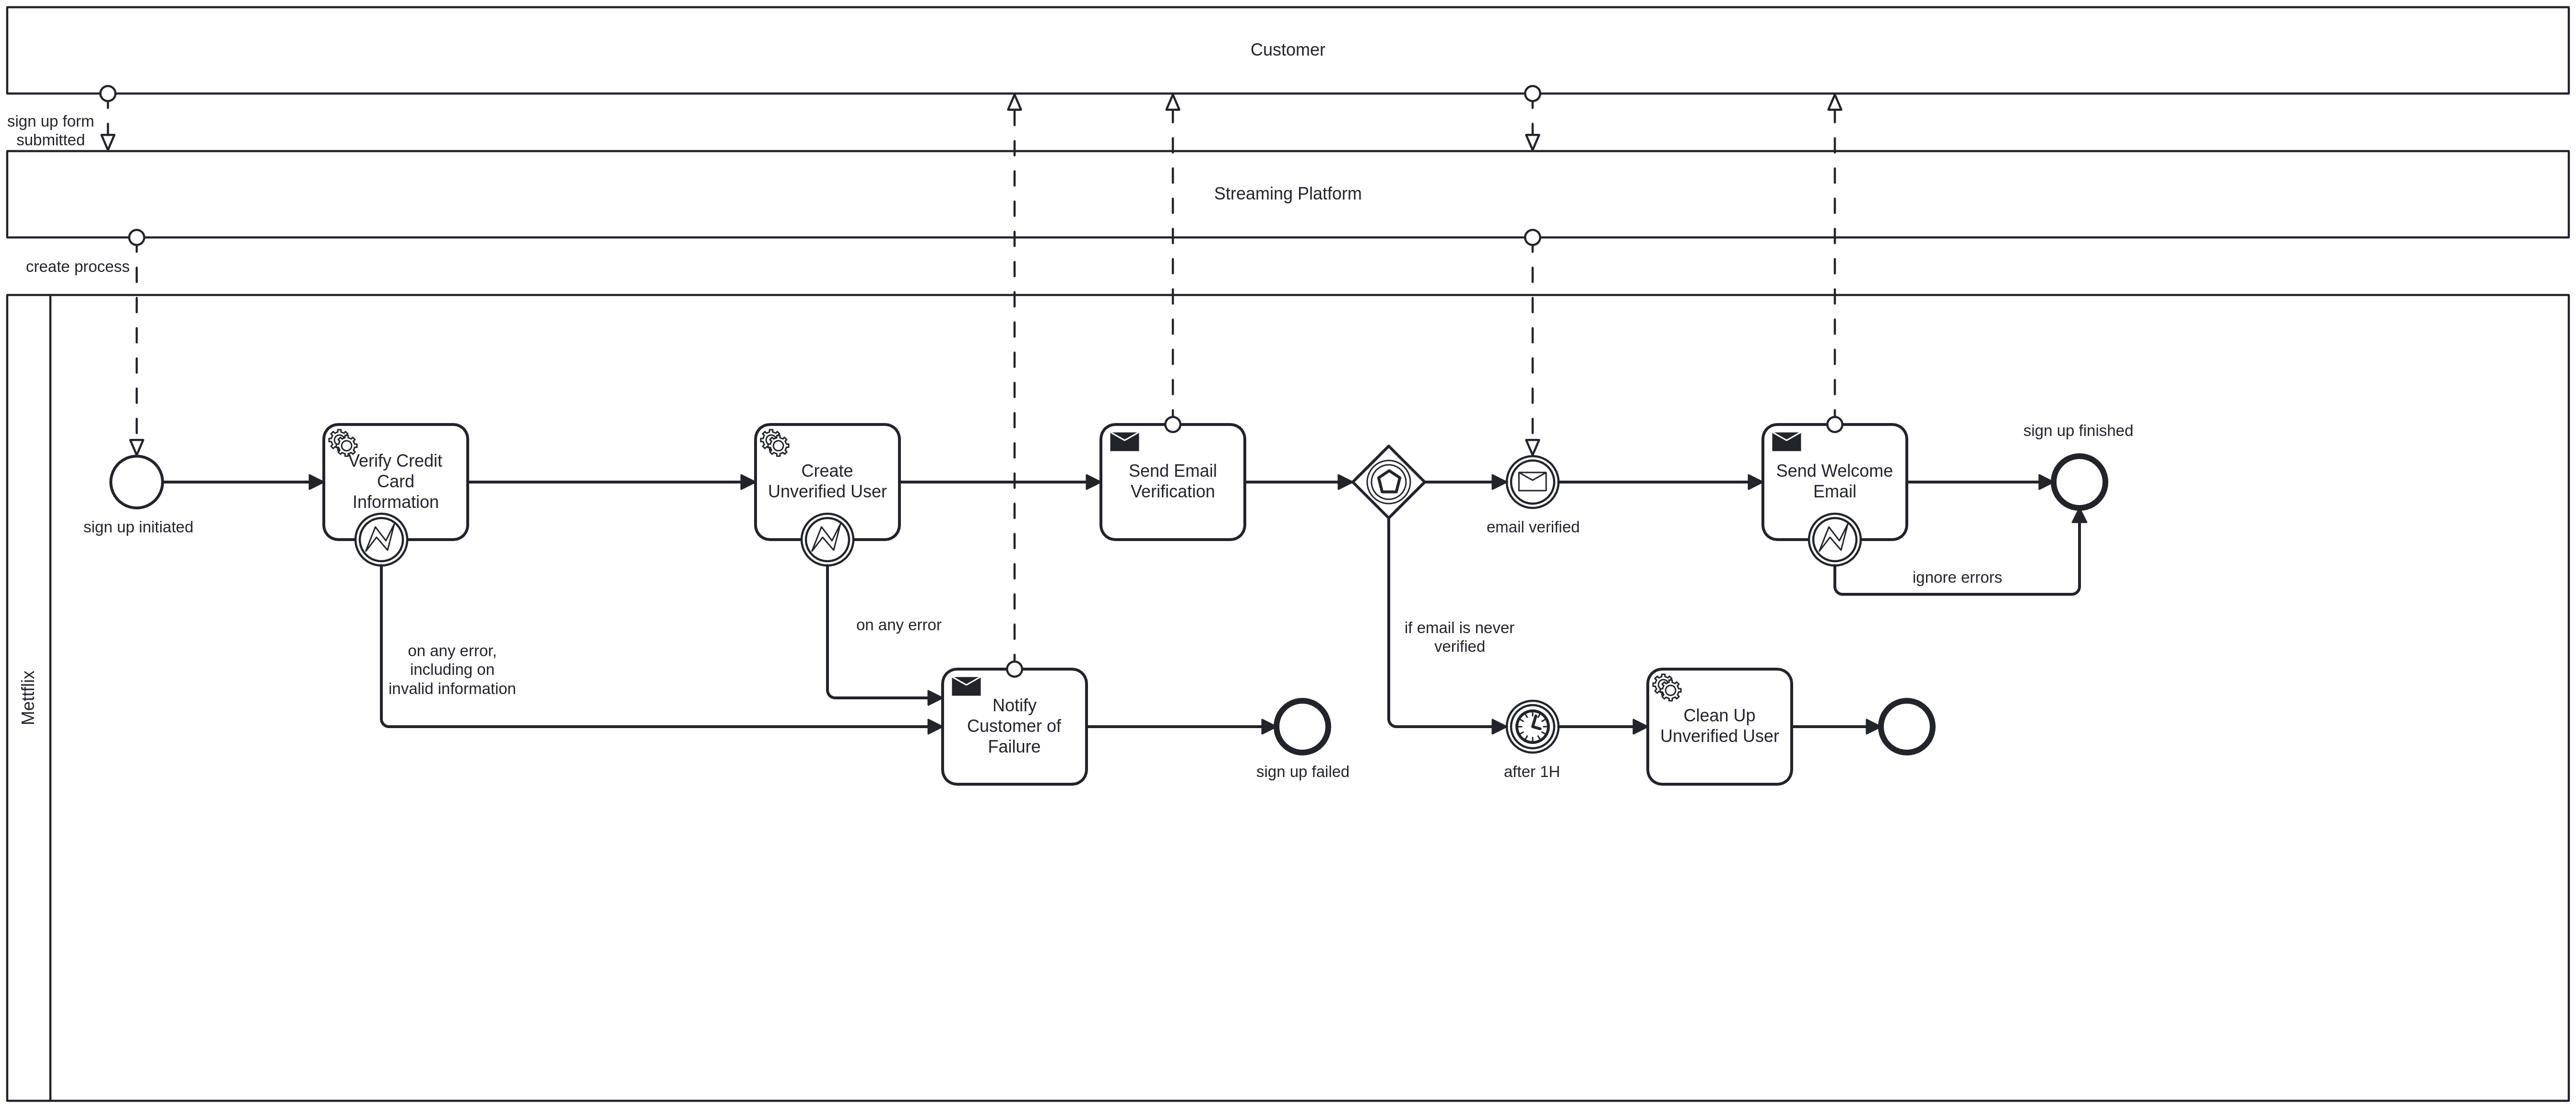 Customer
sign up form
submitted
Streaming Platform
create process
Mettflix
sign up initiated
Verify Credit
Card
Information
on any error,
including on
invalid information
Create
Unverified User
on any error
Notify
Customer of
Failure
sign up failed
Send Email
Verification
email verified
if email is never
verified
after 1H
Clean Up
Unverified User
Send Welcome
Email
ignore errors
sign up finished